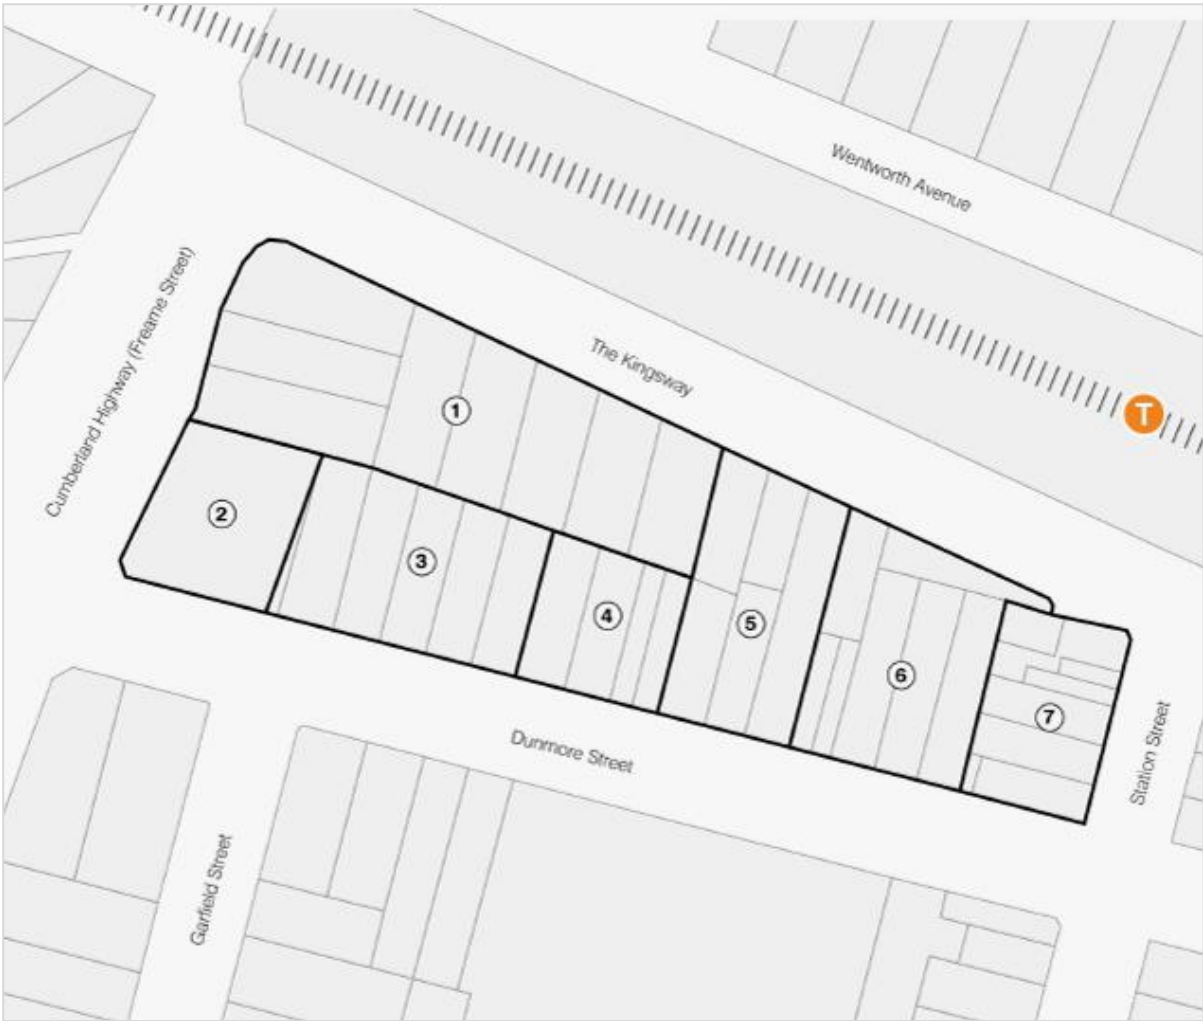 Wentworth Avenue
Cumberland Highway (Freame Street)
The Kingsway
T
1
2
3
4
5
6
7
Dunmore Street
Station Street
Garfield Street